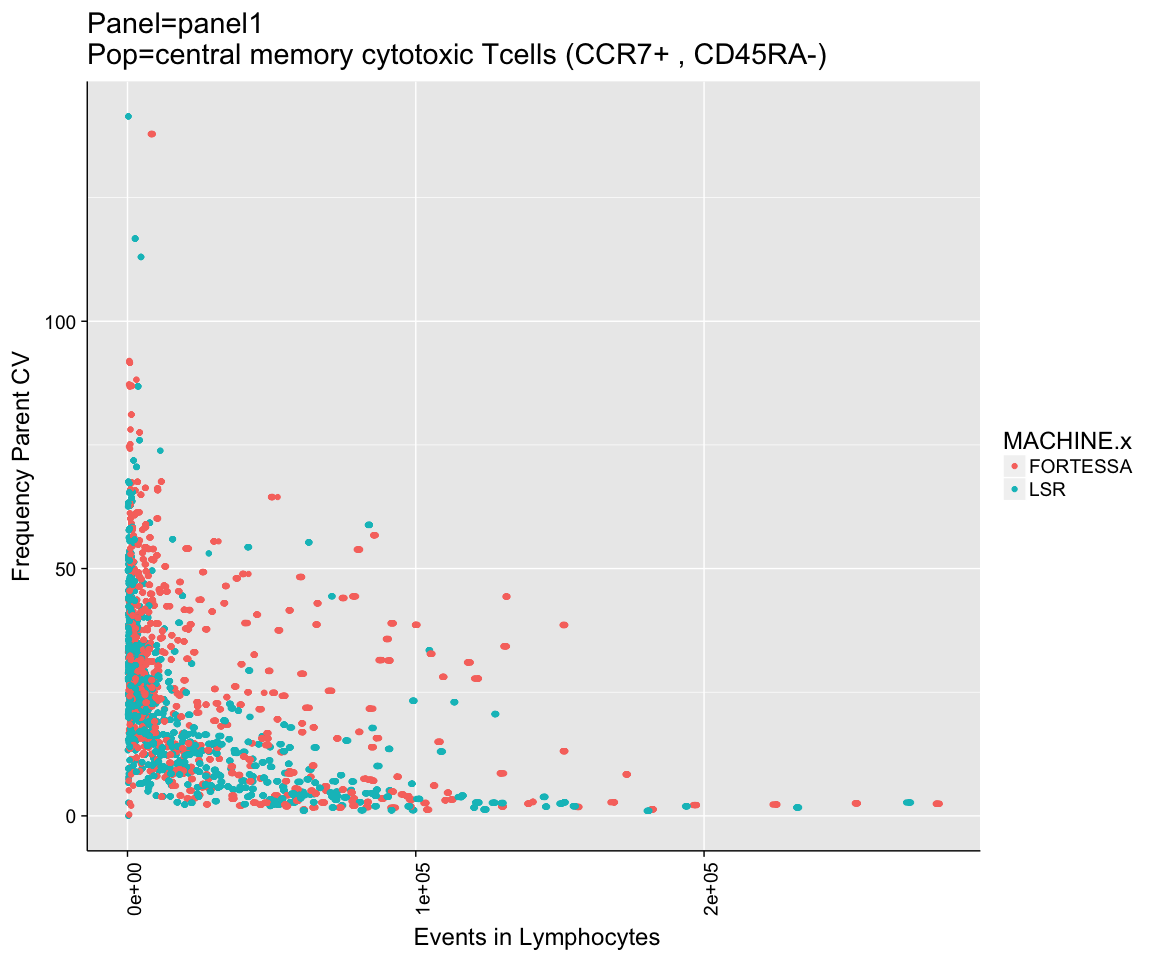 Panel=panel1
Pop=central memory cytotoxic Tcells (CCR7+ , CD45RA-)
Frequency Parent CV
100
50
0
0e+00
1e+05
2e+05
Events in Lymphocytes
MACHINE.x
FORTESSA
LSR